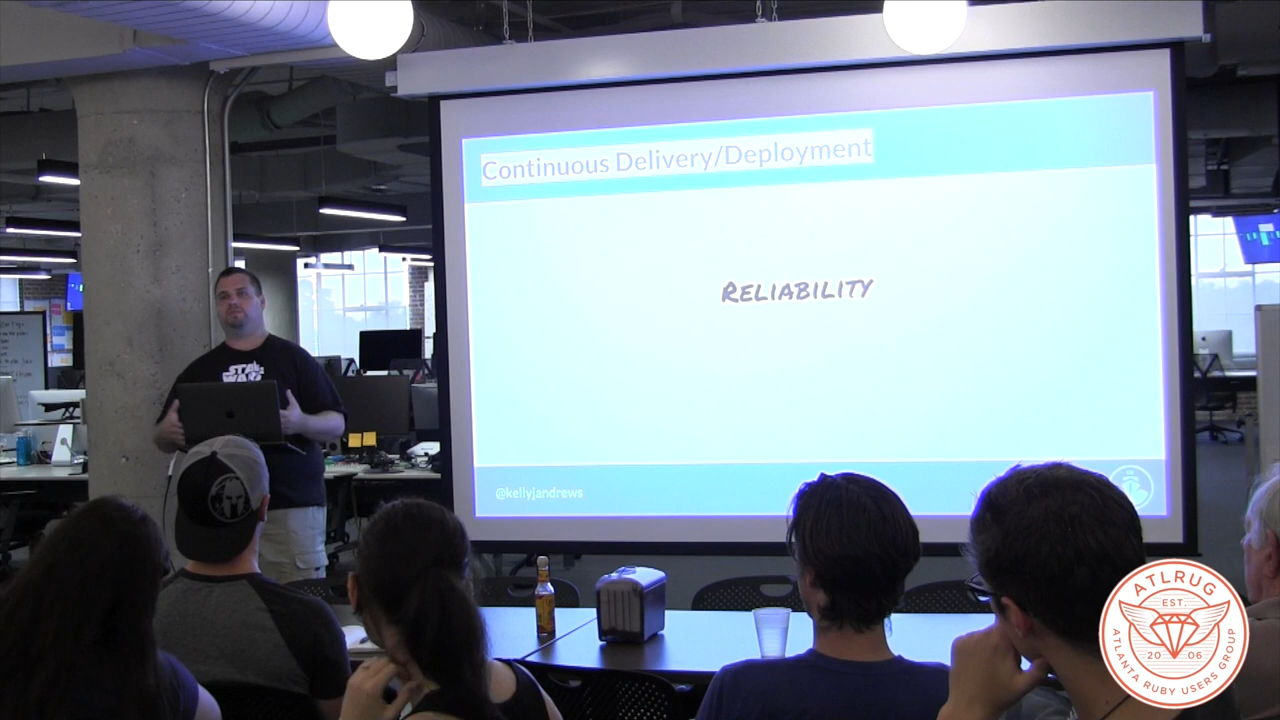 Continuous Delivery/Deployment
RELIABILITY
@kellyjandrews
STAR
WARS
ATLRUG
EST.
20 06
ATLANTA RUBY USERS GROUP